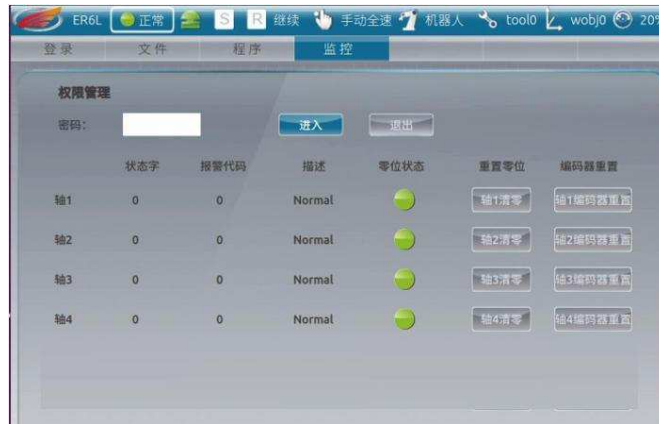 ER6L 正常 S R 继续 手动全速 机器人 tool0 wobj0 20%
登录 文件 程序 监控
权限管理
密码: 进入 退出
状态字 报警代码 描述 零位状态 重置零位 编码器重置
轴1 0 0 Normal 轴1清零 轴1编码器重置
轴2 0 0 Normal 轴2清零 轴2编码器重置
轴3 0 0 Normal 轴3清零 轴3编码器重置
轴4 0 0 Normal 轴4清零 轴4编码器重置